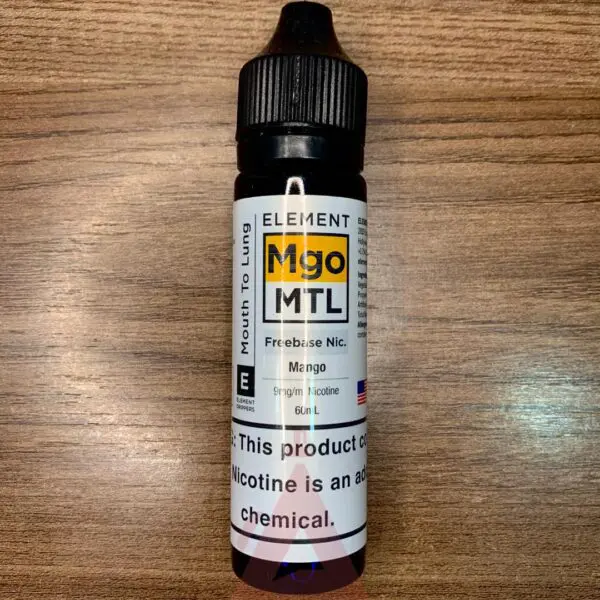 ELEMENT
Mgo
MTL
Mouth To Lung
Freebase Nic.
Mango
9mg/mL Nicotine
60mL
E
ELEMENT
DRIPPERS
: This product co
Nicotine is an ad
chemical.